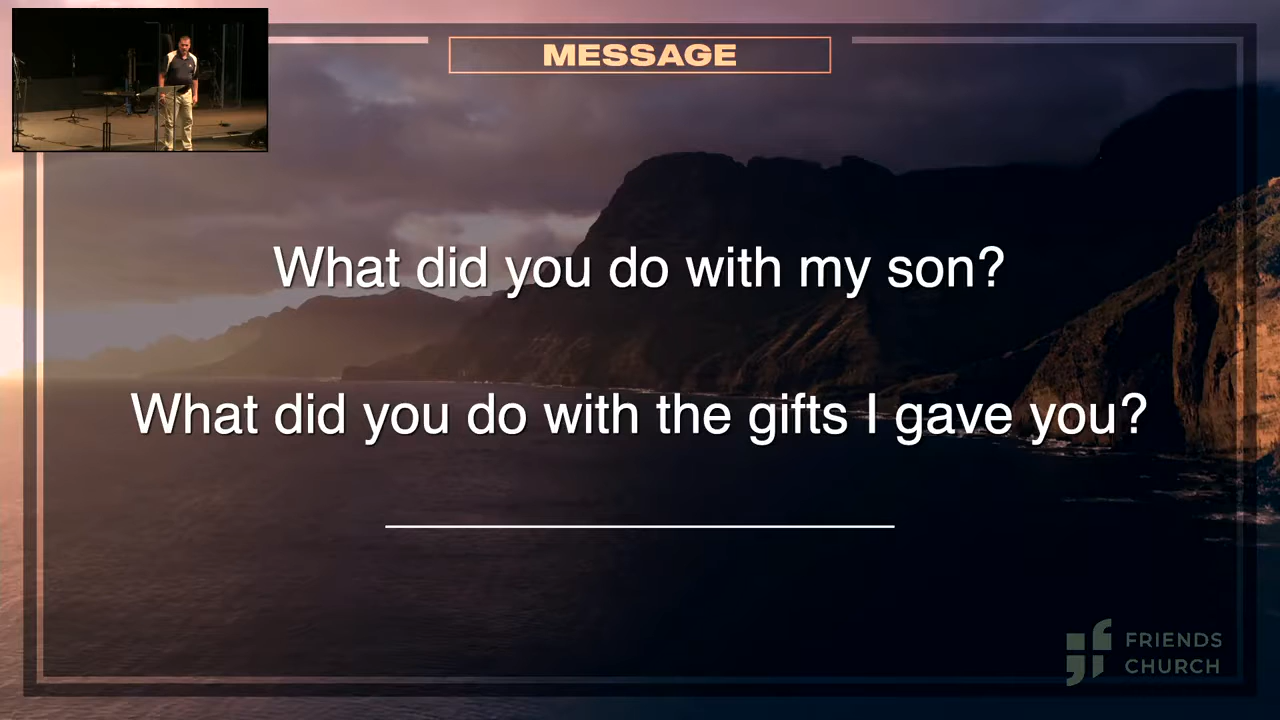 MESSAGE
What did you do with my son?
What did you do with the gifts I gave you?
FRIENDS
CHURCH